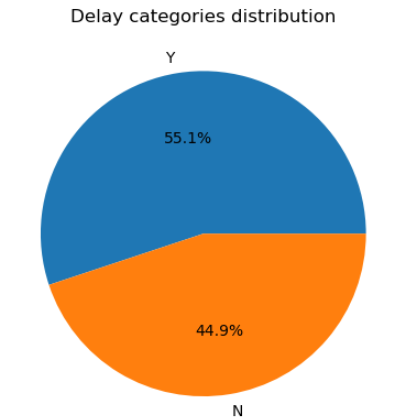 Delay categories distribution
Y
55.1%
44.9%
N